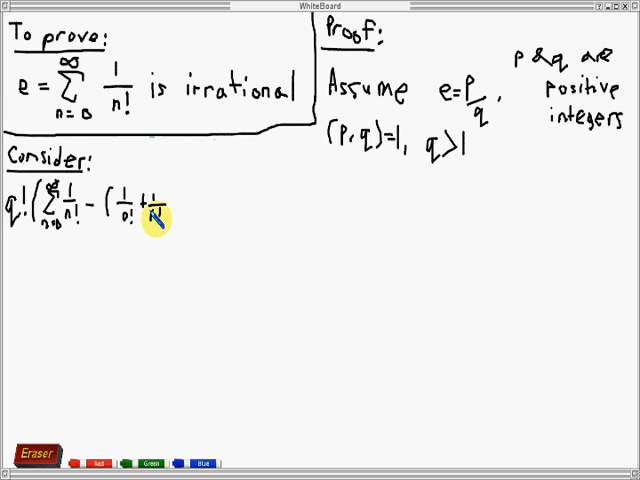 WhiteBoard
To prove:
e = ∑ n=0 ∞ 1/n! is irrational
Proof:
Assume e=p/q, p & q are positive integers
(p,q)=1, q>1
Consider:
q!(∑ n=0 ∞ 1/n! - (1/0! + 1/1!
Eraser
Red Green Blue